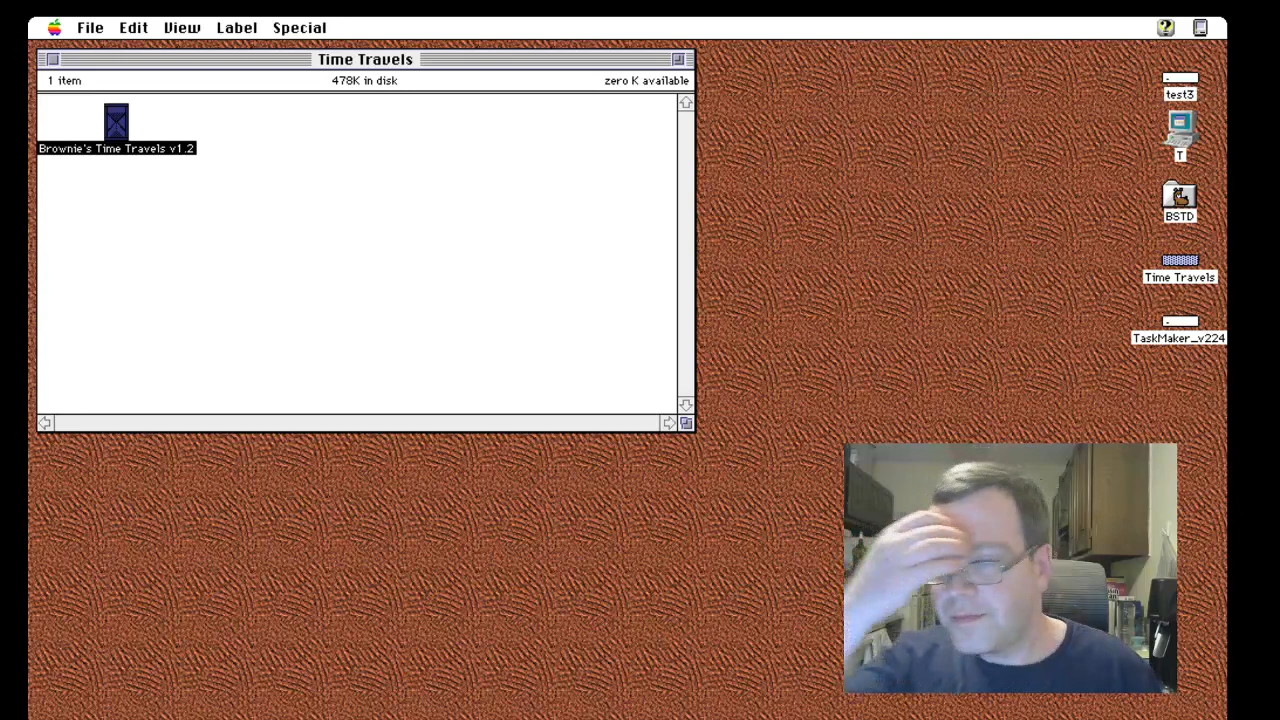 File Edit View Label Special
Time Travels
1 item 478K in disk zero K available
Brownie's Time Travels v1.2
test3
T
BSTD
Time Travels
TaskMaker_v224